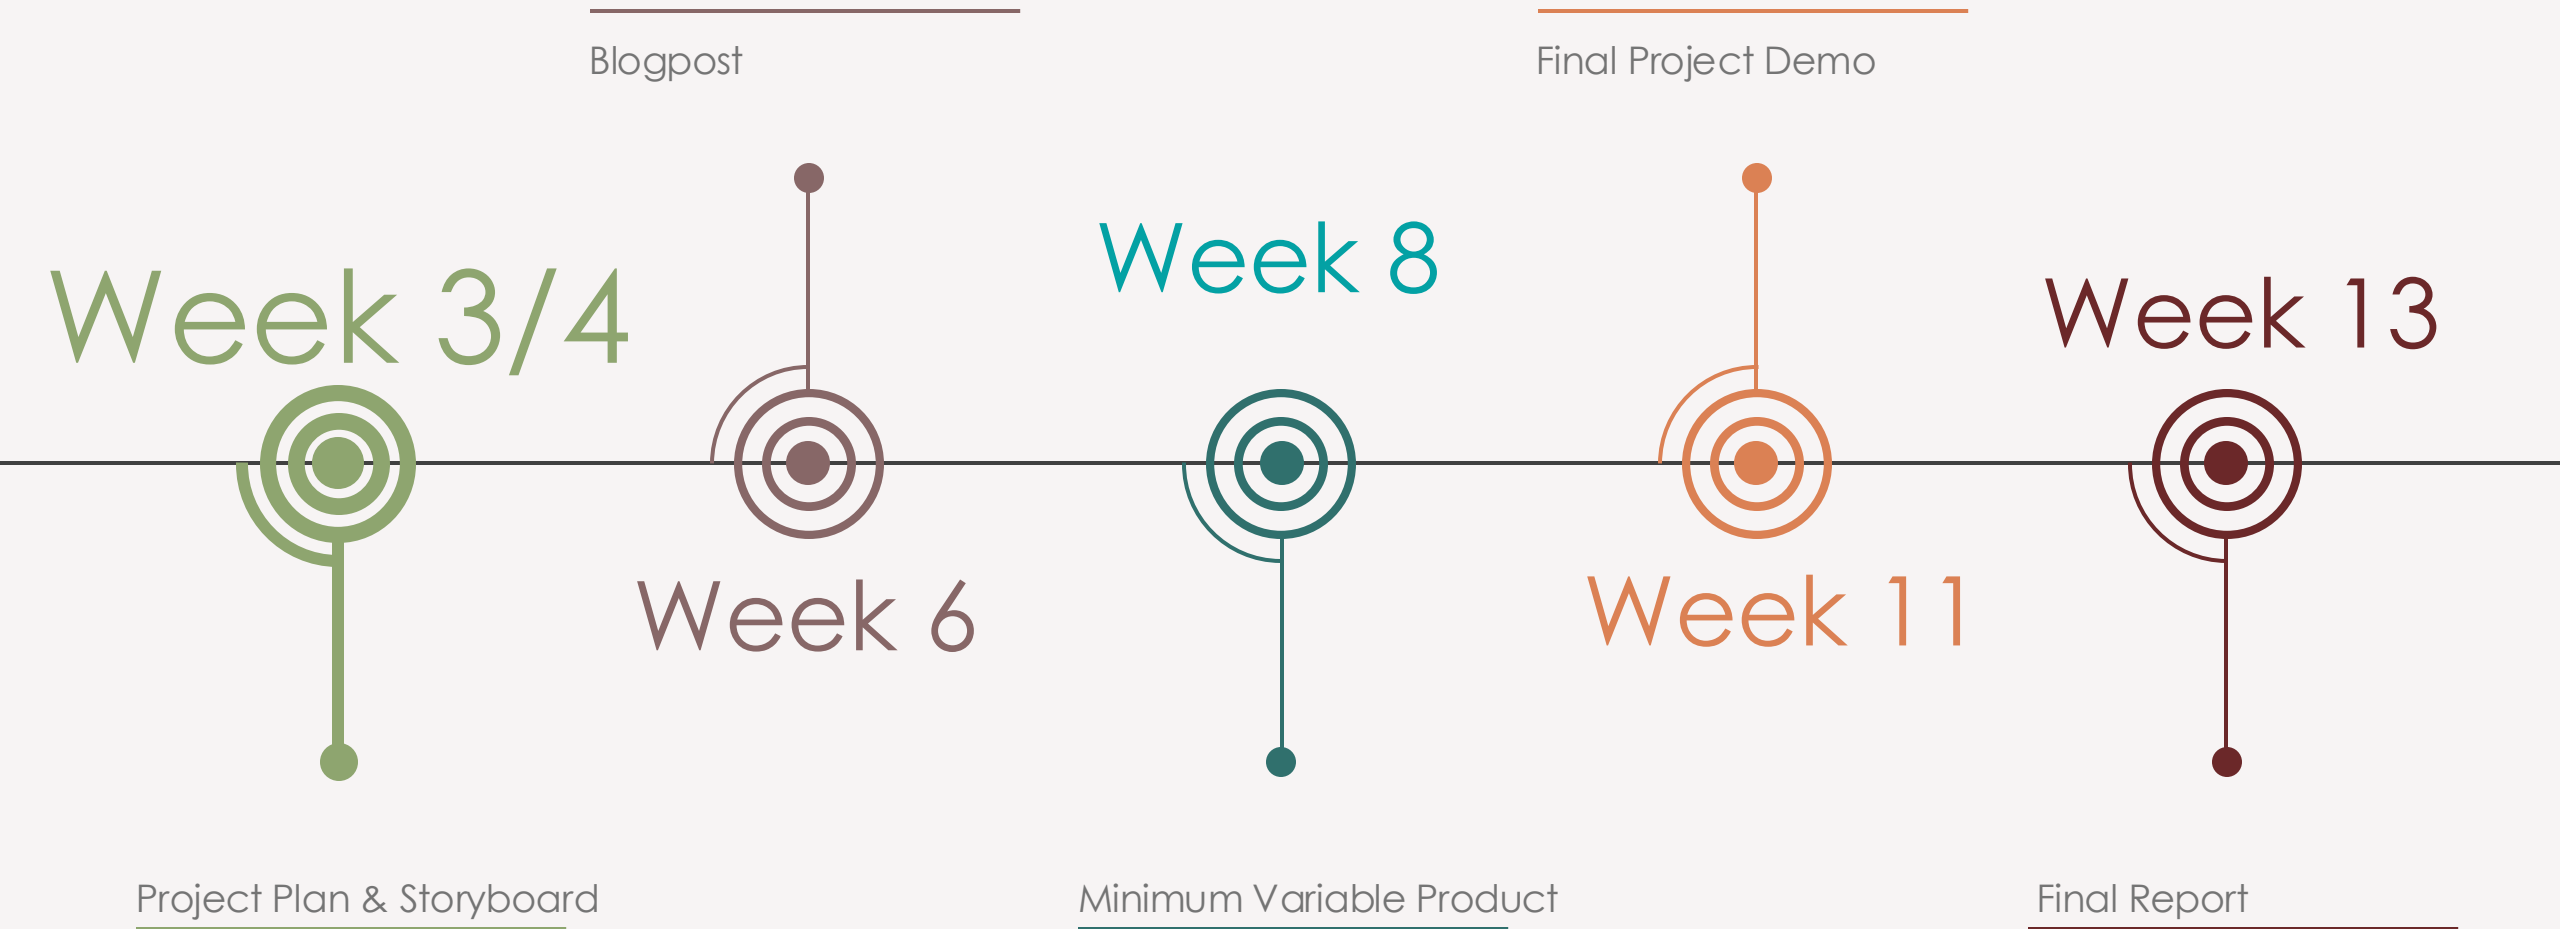 Blogpost
Final Project Demo
Week 3/4
Week 6
Week 8
Week 11
Week 13
Project Plan & Storyboard
Minimum Variable Product
Final Report